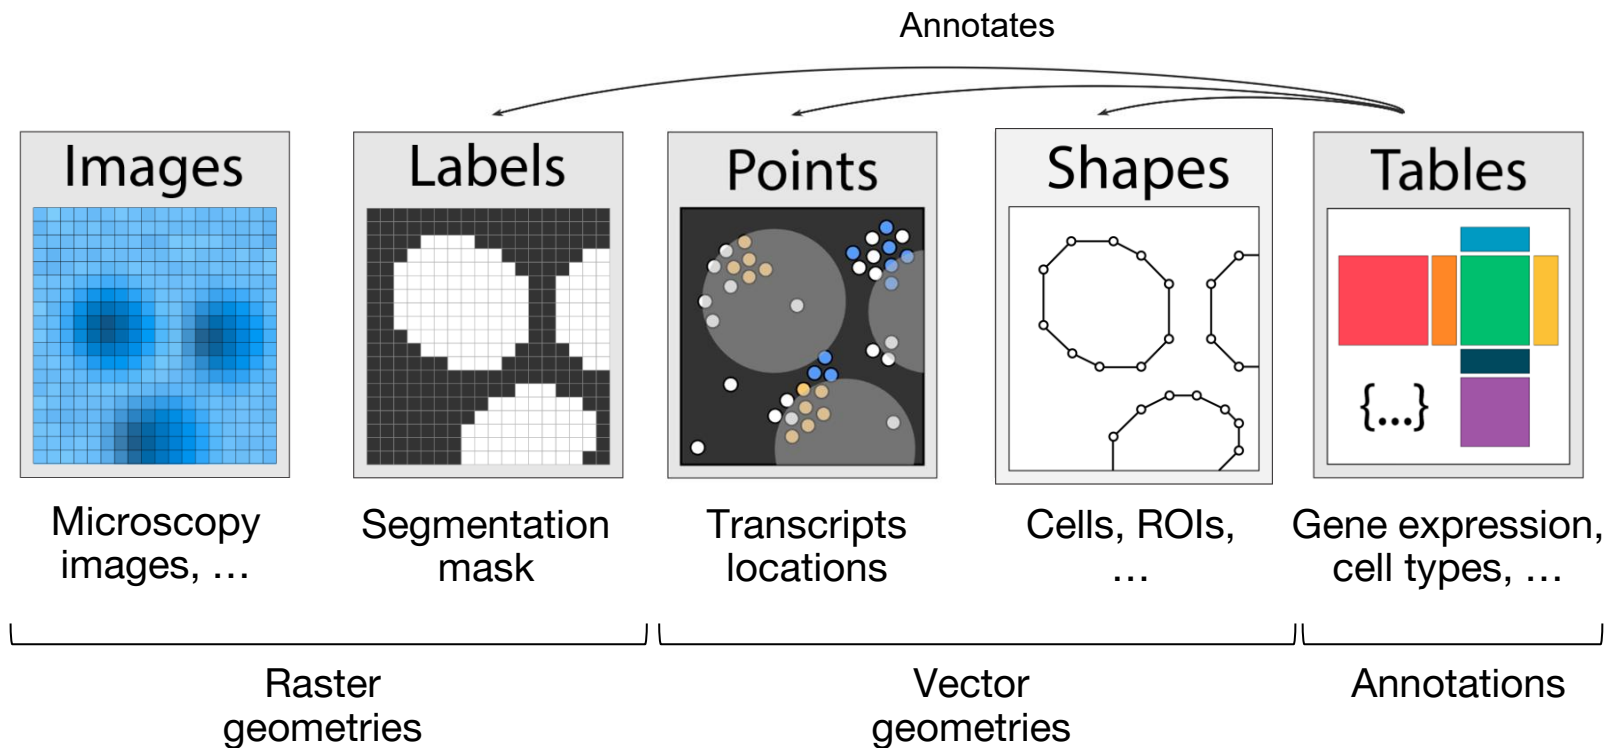 Annotates
Images
Labels
Points
Shapes
Tables
{...}
Microscopy
images, …
Segmentation
mask
Transcripts
locations
Cells, ROIs,
…
Gene expression,
cell types, …
Raster
geometries
Vector
geometries
Annotations